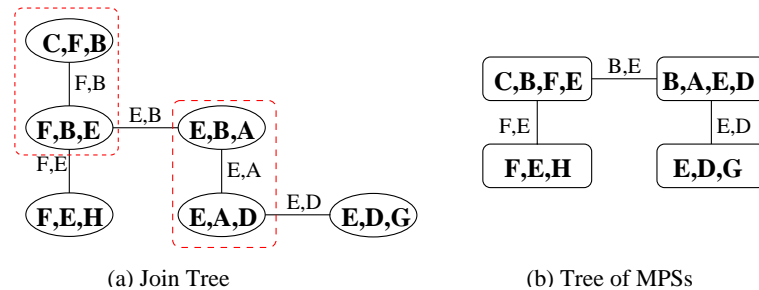 C,F,B
F,B
F,B,E
E,B
E,B,A
F,E
E,A
F,E,H
E,A,D
E,D
E,D,G
(a) Join Tree
C,B,F,E
B,E
B,A,E,D
F,E
E,D
F,E,H
E,D,G
(b) Tree of MPSs